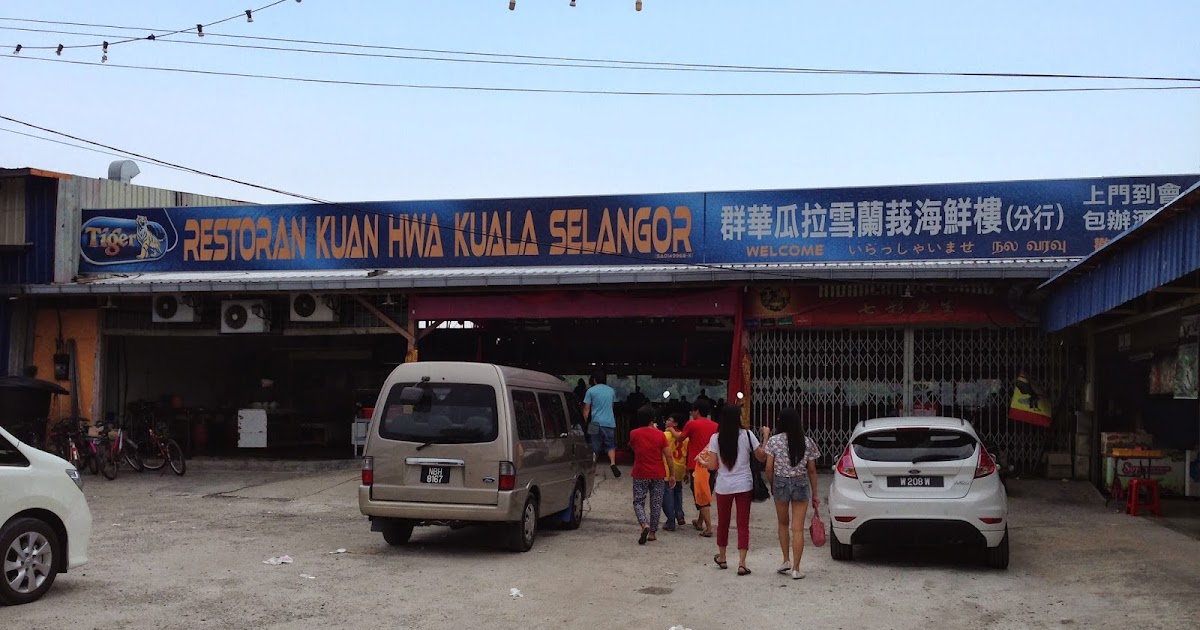 Tiger
RESTORAN KUAN HWA KUALA SELANGOR
群華瓜拉雪蘭莪海鮮樓(分行)
WELCOME いらっしゃいませ நல வரவு
上門到會
包辦酒
NBH
8167
W 208 W